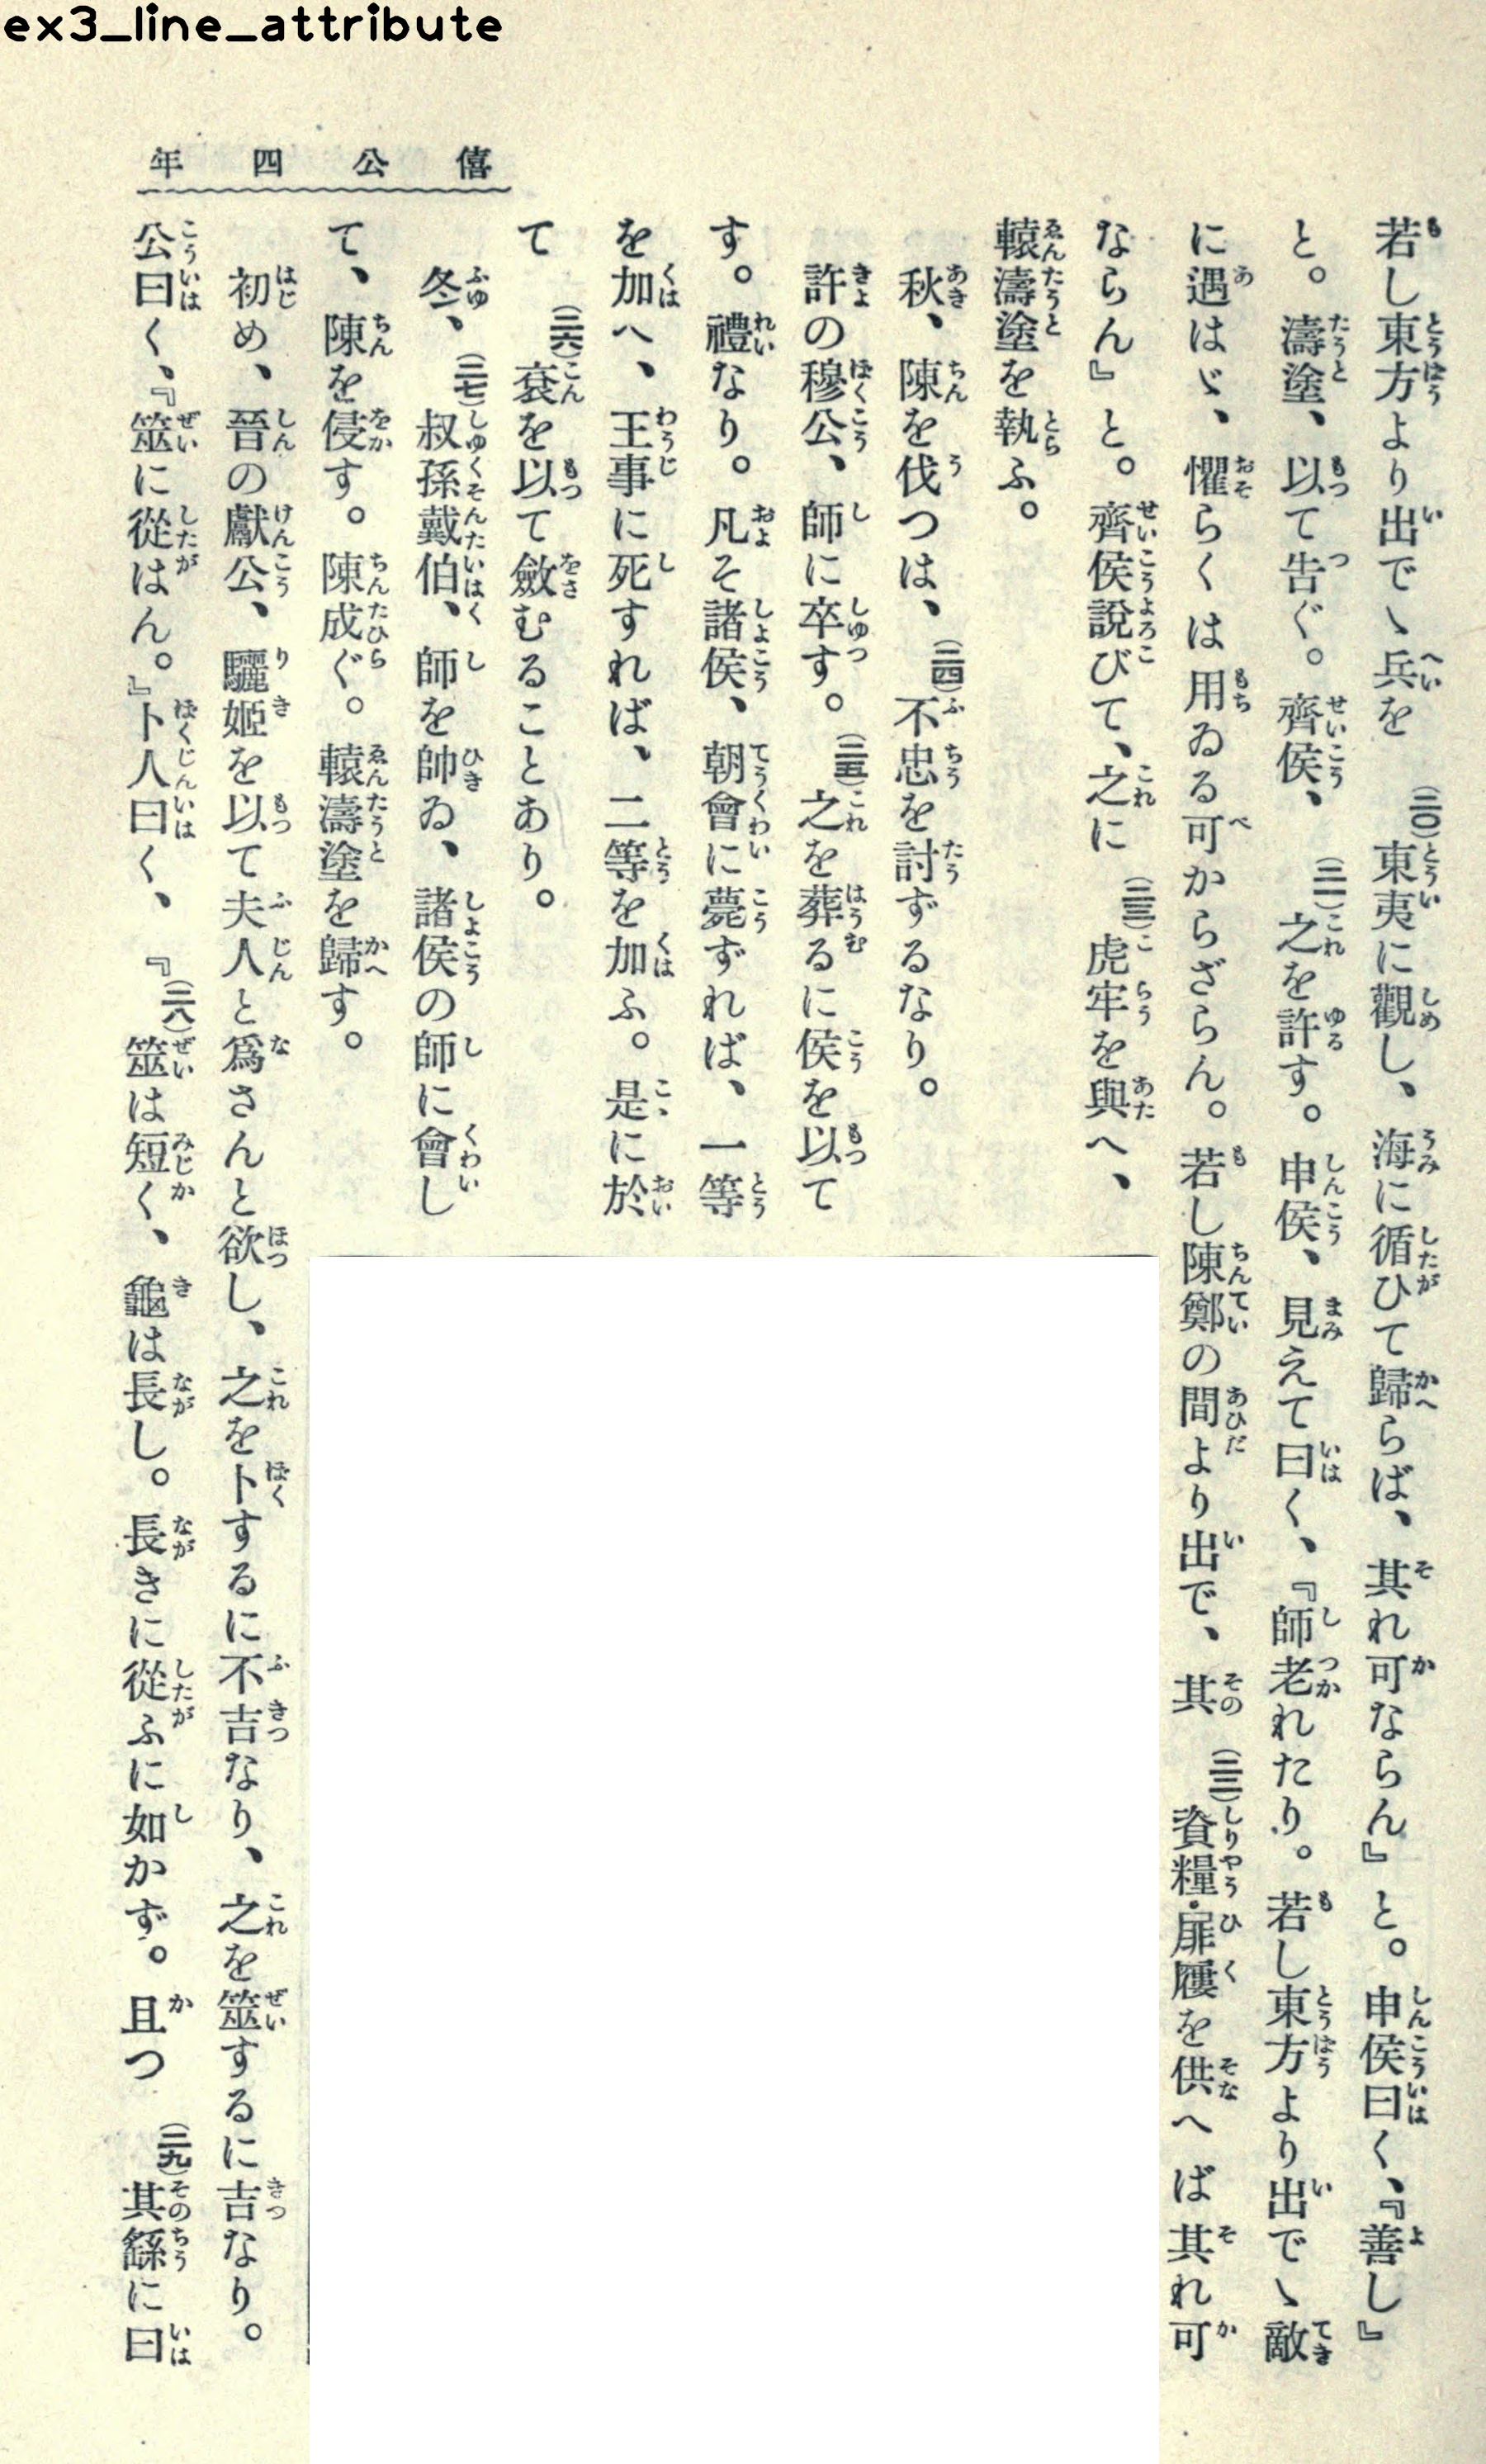 ex3_line_attribute
僖公四年
若し東方より出でゝ兵を(二〇)東夷に觀し、海に循ひて歸らば、其れ可ならん』と。申侯曰く、『善し』
と。濤塗、以て告ぐ。齊侯、(二一)之を許す。申侯、見えて曰く、『師老れたり。若し東方より出でゝ敵
に遇はゞ、懼らくは用ゐる可からざらん。若し陳鄭の間より出で、其(二二)資糧・屝屨を供へば其れ可
ならん』と。齊侯說びて、之に(二三)虎牢を與へ、
轅濤塗を執ふ。
秋、陳を伐つは、(二四)不忠を討ずるなり。
許の穆公、師に卒す。(二五)之を葬るに侯を以て
す。禮なり。凡そ諸侯、朝會に薨ずれば、一等
を加へ、王事に死すれば、二等を加ふ。是に於
て(二六)袞を以て斂むることあり。
冬、(二七)叔孫戴伯、師を帥ゐ、諸侯の師に會し
て、陳を侵す。陳成ぐ。轅濤塗を歸す。
初め、晉の獻公、驪姬を以て夫人と爲さんと欲し、之を卜するに不吉なり、之を筮するに吉なり。
公曰く、『筮に從はん。』卜人曰く、『(二八)筮は短く、龜は長し。長きに從ふに如かず。且つ(二九)其繇に曰